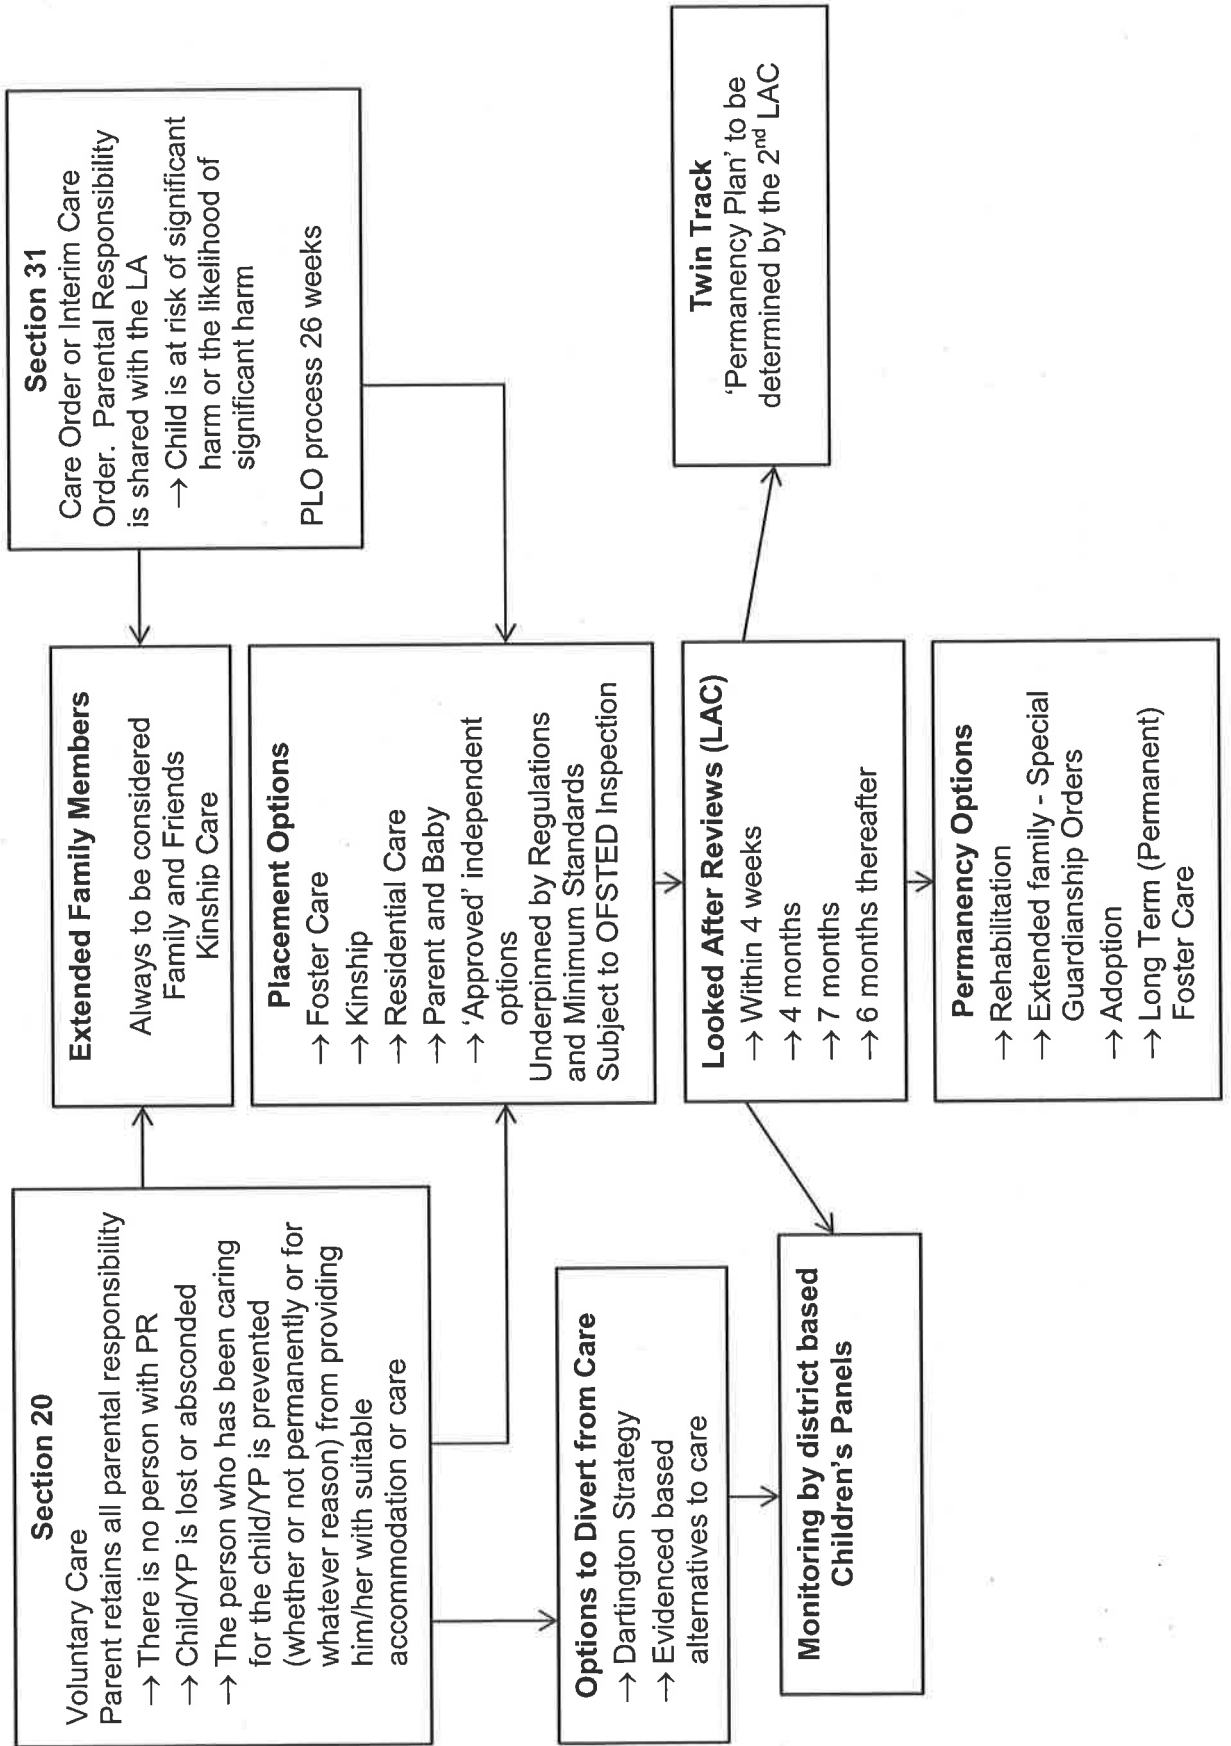 Section 20
Voluntary Care
Parent retains all parental responsibility
→ There is no person with PR
→ Child/YP is lost or absconded
→ The person who has been caring
for the child/YP is prevented
(whether or not permanently or for
whatever reason) from providing
him/her with suitable
accommodation or care
Extended Family Members
Always to be considered
Family and Friends
Kinship Care
Section 31
Care Order or Interim Care
Order. Parental Responsibility
is shared with the LA
→ Child is at risk of significant
harm or the likelihood of
significant harm
PLO process 26 weeks
Placement Options
→ Foster Care
→ Kinship
→ Residential Care
→ Parent and Baby
→ ‘Approved’ independent
options
Underpinned by Regulations
and Minimum Standards
Subject to OFSTED Inspection
Options to Divert from Care
→ Dartington Strategy
→ Evidenced based
alternatives to care
Looked After Reviews (LAC)
→ Within 4 weeks
→ 4 months
→ 7 months
→ 6 months thereafter
Twin Track
‘Permanency Plan’ to be
determined by the 2nd LAC
Monitoring by district based
Children’s Panels
Permanency Options
→ Rehabilitation
→ Extended family - Special
Guardianship Orders
→ Adoption
→ Long Term (Permanent)
Foster Care